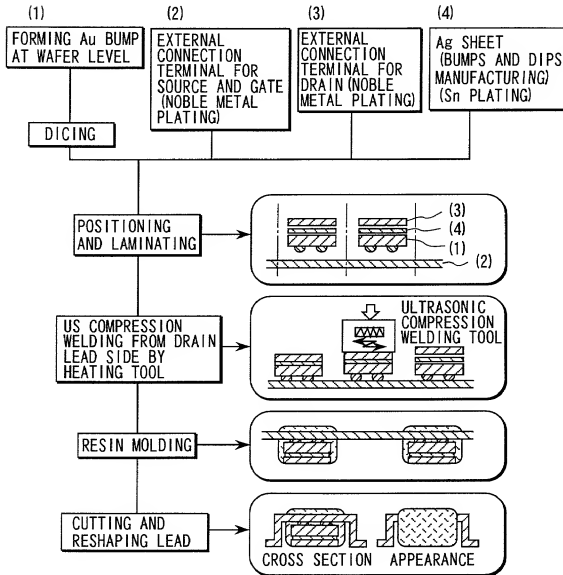 (1)
(2)
(3)
(4)
FORMING Au BUMP
AT WAFER LEVEL
DICING
EXTERNAL
CONNECTION
TERMINAL FOR
SOURCE AND GATE
(NOBLE METAL
PLATING)
EXTERNAL
CONNECTION
TERMINAL FOR
DRAIN (NOBLE
METAL PLATING)
Ag SHEET
(BUMPS AND DIPS
MANUFACTURING)
(Sn PLATING)
POSITIONING
AND LAMINATING
(3)
(4)
(1)
(2)
US COMPRESSION
WELDING FROM DRAIN
LEAD SIDE BY
HEATING TOOL
ULTRASONIC
COMPRESSION
WELDING TOOL
RESIN MOLDING
CUTTING AND
RESHAPING LEAD
CROSS SECTION
APPEARANCE